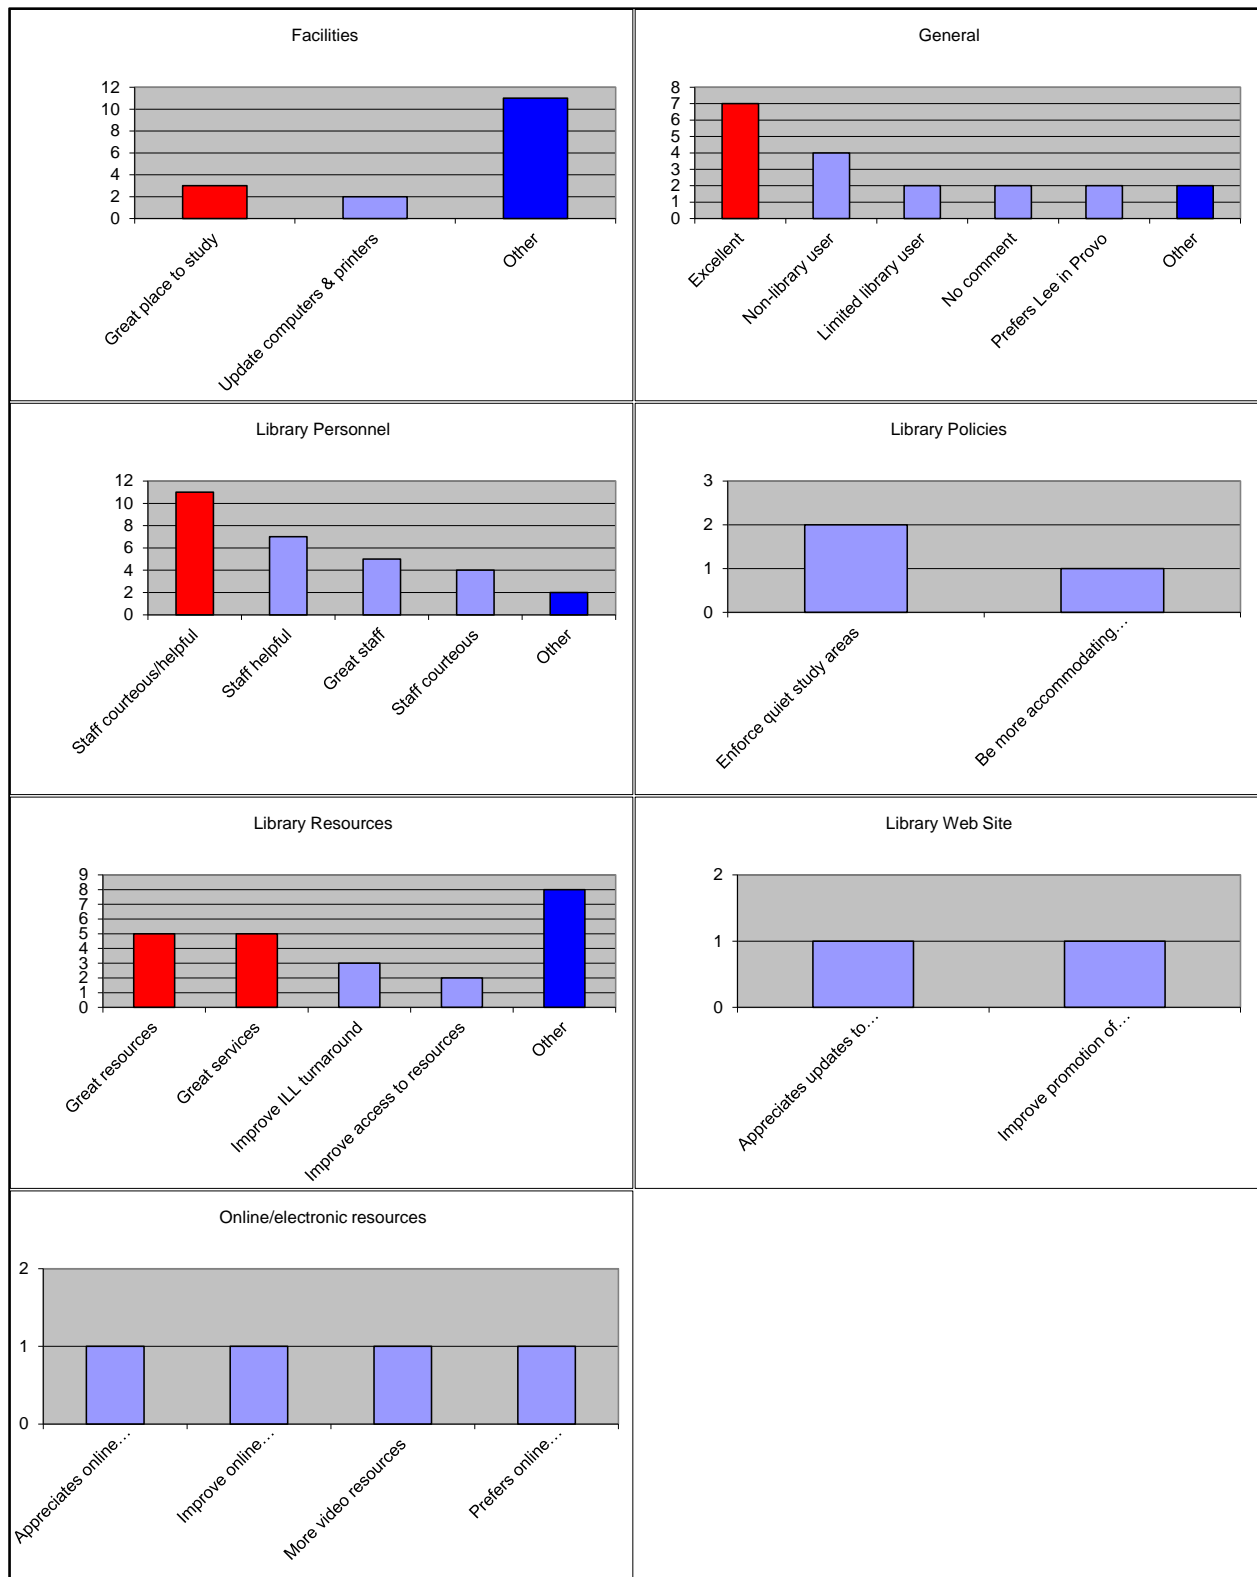 Facilities
12
10
8
6
4
2
0
Great place to study
Update computers & printers
Other
General
8
7
6
5
4
3
2
1
0
Excellent
Non-library user
Limited library user
No comment
Prefers Lee in Provo
Other
Library Personnel
12
10
8
6
4
2
0
Staff courteous/helpful
Staff helpful
Great staff
Staff courteous
Other
Library Policies
3
2
1
0
Enforce quiet study areas
Be more accommodating…
Library Resources
9
8
7
6
5
4
3
2
1
0
Great resources
Great services
Improve ILL turnaround
Improve access to resources
Other
Library Web Site
2
1
0
Appreciates updates to…
Improve promotion of…
Online/electronic resources
2
1
0
Appreciates online…
Improve online…
More video resources
Prefers online…